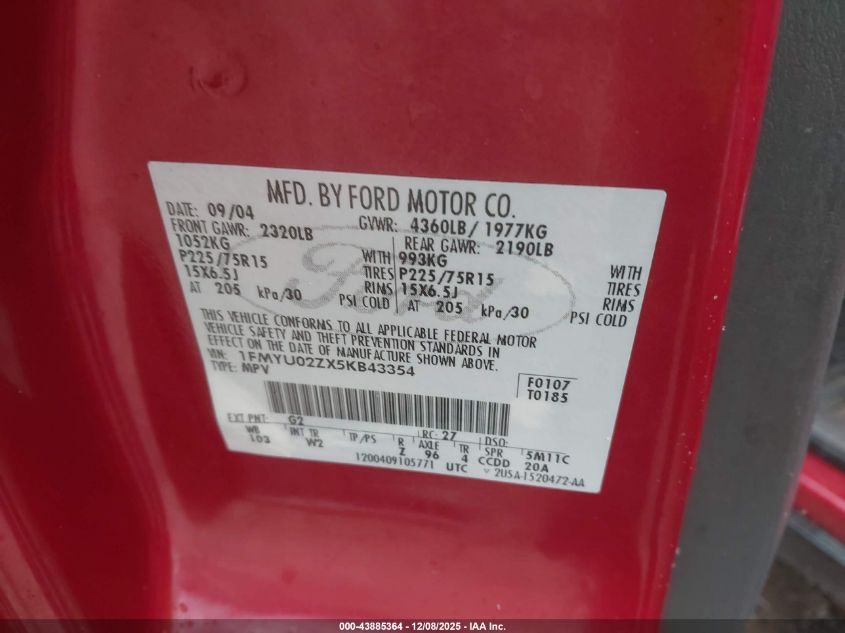 MFD. BY FORD MOTOR CO.
DATE: 09/04 GVWR: 4360LB/ 1977KG
FRONT GAWR: 2320LB REAR GAWR: 2190LB
1052KG WITH 993KG WITH
P225/75R15 TIRES P225/75R15 TIRES
15X6.5J RIMS 15X6.5J RIMS
AT 205 kPa/30 PSI COLD AT 205 kPa/30 PSI COLD
THIS VEHICLE CONFORMS TO ALL APPLICABLE FEDERAL MOTOR
VEHICLE SAFETY AND THEFT PREVENTION STANDARDS IN
EFFECT ON THE DATE OF MANUFACTURE SHOWN ABOVE.
VIN: 1FMYU02ZX5KB43354
TYPE: MPV
F0107
T0185
Ford
EXT PNT: G2 RC: 27 DSO:
WB INT TR TP/PS R AXLE TR SPR 5M11C
103 W2 Z 96 4 CCDD 20A
1200409105771 UTC V 2U5A-1520472-AA
000-43885364 - 12/08/2025 - IAA Inc.